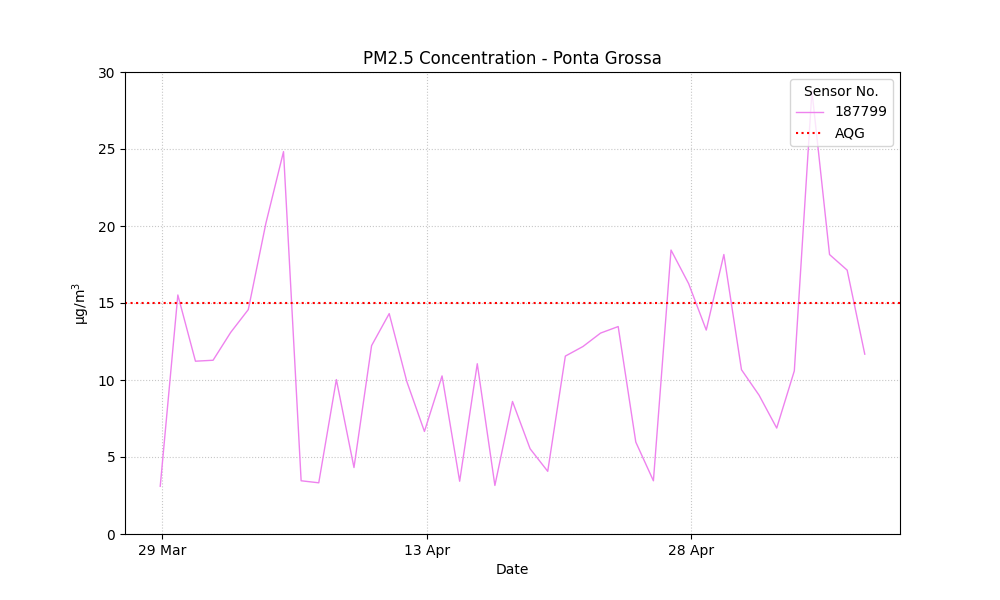 PM2.5 Concentration - Ponta Grossa
Sensor No.
187799
AQG
30
25
20
15
10
5
0
µg/m³
29 Mar
13 Apr
28 Apr
Date